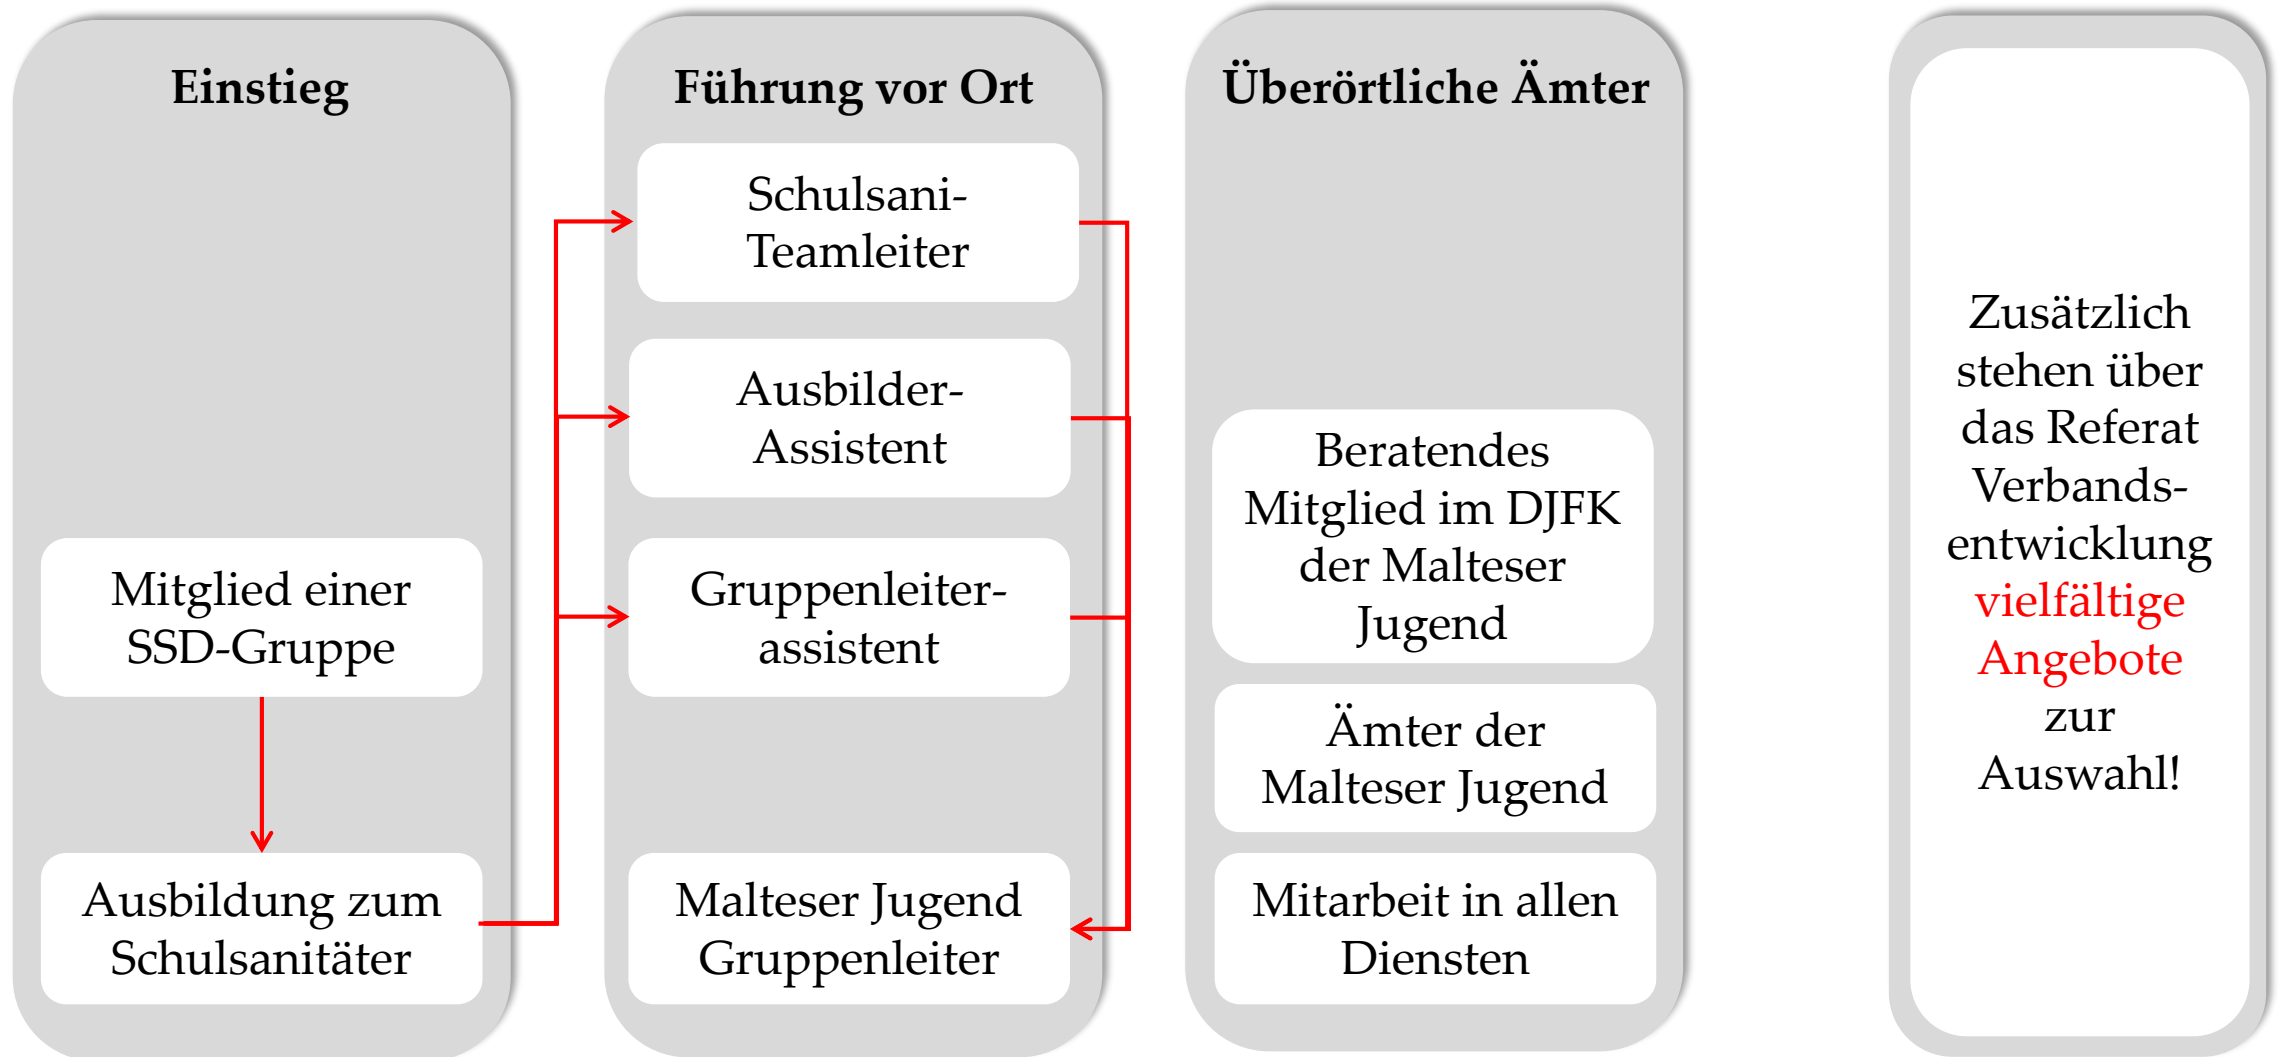 Einstieg
Mitglied einer
SSD-Gruppe
Ausbildung zum
Schulsanitäter
Führung vor Ort
Schulsani-
Teamleiter
Ausbilder-
Assistent
Gruppenleiter-
assistent
Malteser Jugend
Gruppenleiter
Überörtliche Ämter
Beratendes
Mitglied im DJFK
der Malteser
Jugend
Ämter der
Malteser Jugend
Mitarbeit in allen
Diensten
Zusätzlich
stehen über
das Referat
Verbands-
entwicklung
vielfältige
Angebote
zur
Auswahl!